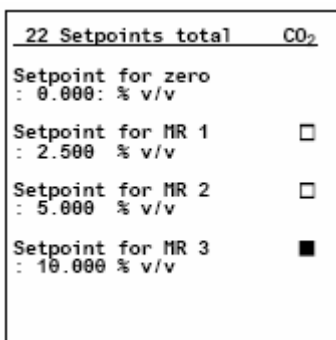 22 Setpoints total CO₂
Setpoint for zero
: 0.000: % v/v
Setpoint for MR 1
: 2.500 % v/v
Setpoint for MR 2
: 5.000 % v/v
Setpoint for MR 3
: 10.000 % v/v